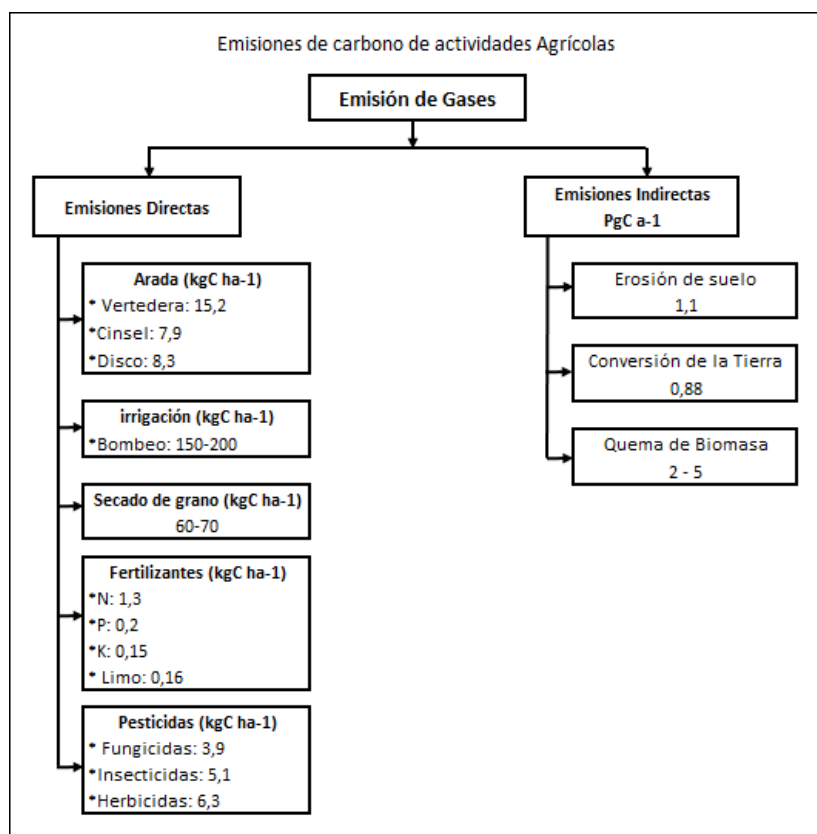 Emisiones de carbono de actividades Agrícolas
Emisión de Gases
Emisiones Directas
Arada (kgC ha-1)
* Vertedera: 15,2
*Cinsel: 7,9
*Disco: 8,3
irrigación (kgC ha-1)
*Bombeo: 150-200
Secado de grano (kgC ha-1)
60-70
Fertilizantes (kgC ha-1)
*N: 1,3
*P: 0,2
*K: 0,15
* Limo: 0,16
Pesticidas (kgC ha-1)
* Fungicidas: 3,9
*Insecticidas: 5,1
*Herbicidas: 6,3
Emisiones Indirectas
PgC a-1
Erosión de suelo
1,1
Conversión de la Tierra
0,88
Quema de Biomasa
2 - 5